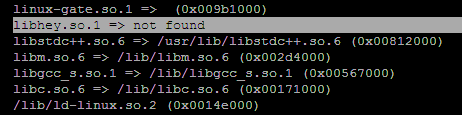 linux-gate.so.1 => (0x009b1000)
libhey.so.1 => not found
libstdc++.so.6 => /usr/lib/libstdc++.so.6 (0x00812000)
libm.so.6 => /lib/libm.so.6 (0x002d4000)
libgcc_s.so.1 => /lib/libgcc_s.so.1 (0x00567000)
libc.so.6 => /lib/libc.so.6 (0x00171000)
/lib/ld-linux.so.2 (0x0014e000)